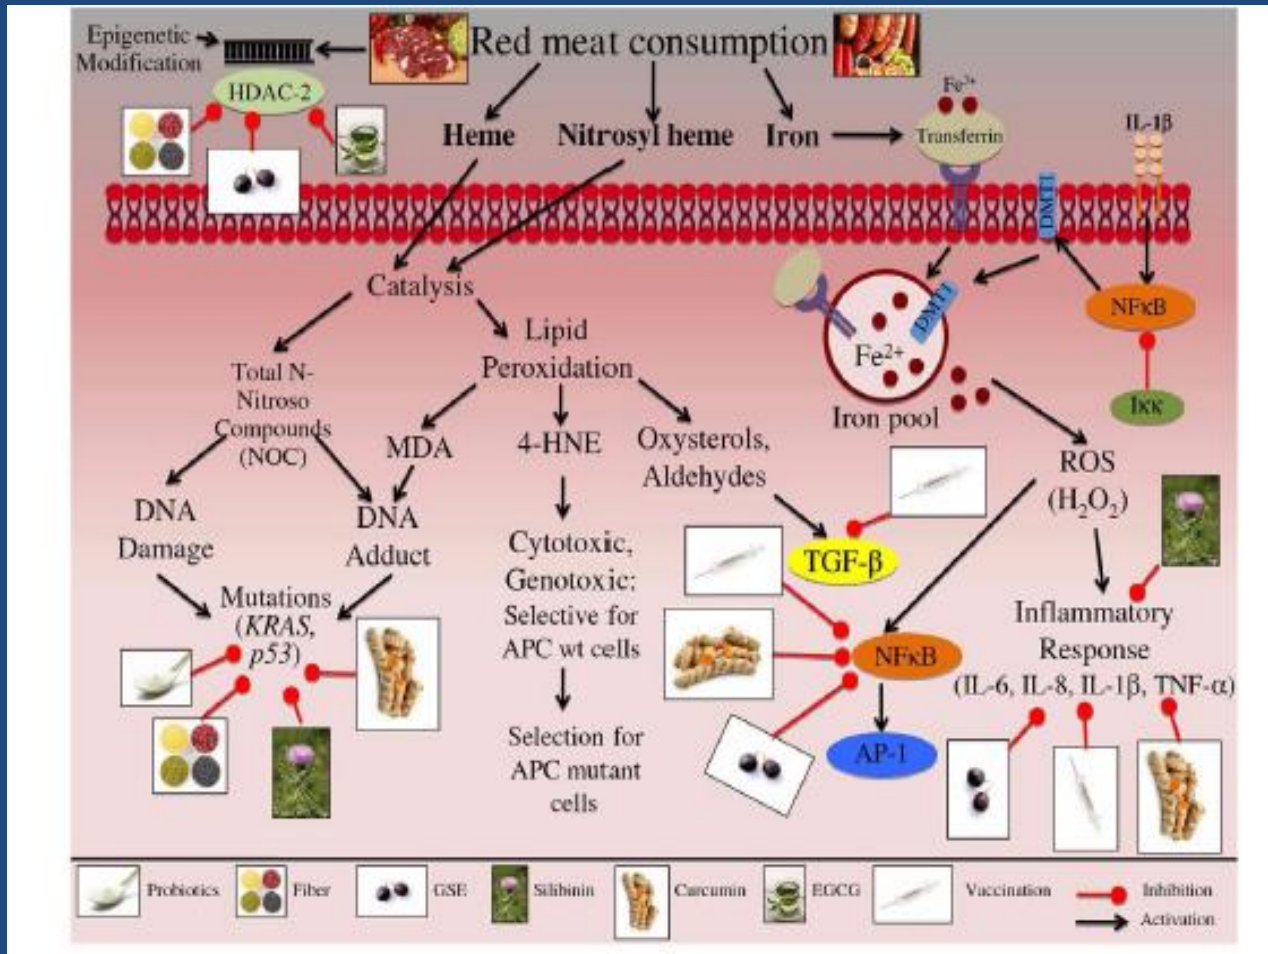 Epigenetic
Modification
Red meat consumption
HDAC-2
Heme
Nitrosyl heme
Iron
Fe3+
Transferrin
IL-1β
DMT1
Catalysis
NFκB
DMT1
Fe2+
Iron pool
Iκκ
Lipid
Peroxidation
Total N-
Nitroso
Compounds
(NOC)
MDA
4-HNE
Oxysterols,
Aldehydes
ROS
(H2O2)
DNA
Damage
DNA
Adduct
Cytotoxic,
Genotoxic:
Selective for
APC wt cells
TGF-β
Mutations
(KRAS,
p53)
NFκB
Inflammatory
Response
(IL-6, IL-8, IL-1β, TNF-α)
Selection for
APC mutant
cells
AP-1
Probiotics
Fiber
GSE
Silibinin
Carcumin
EGCG
Vaccination
Inhibition
Activation